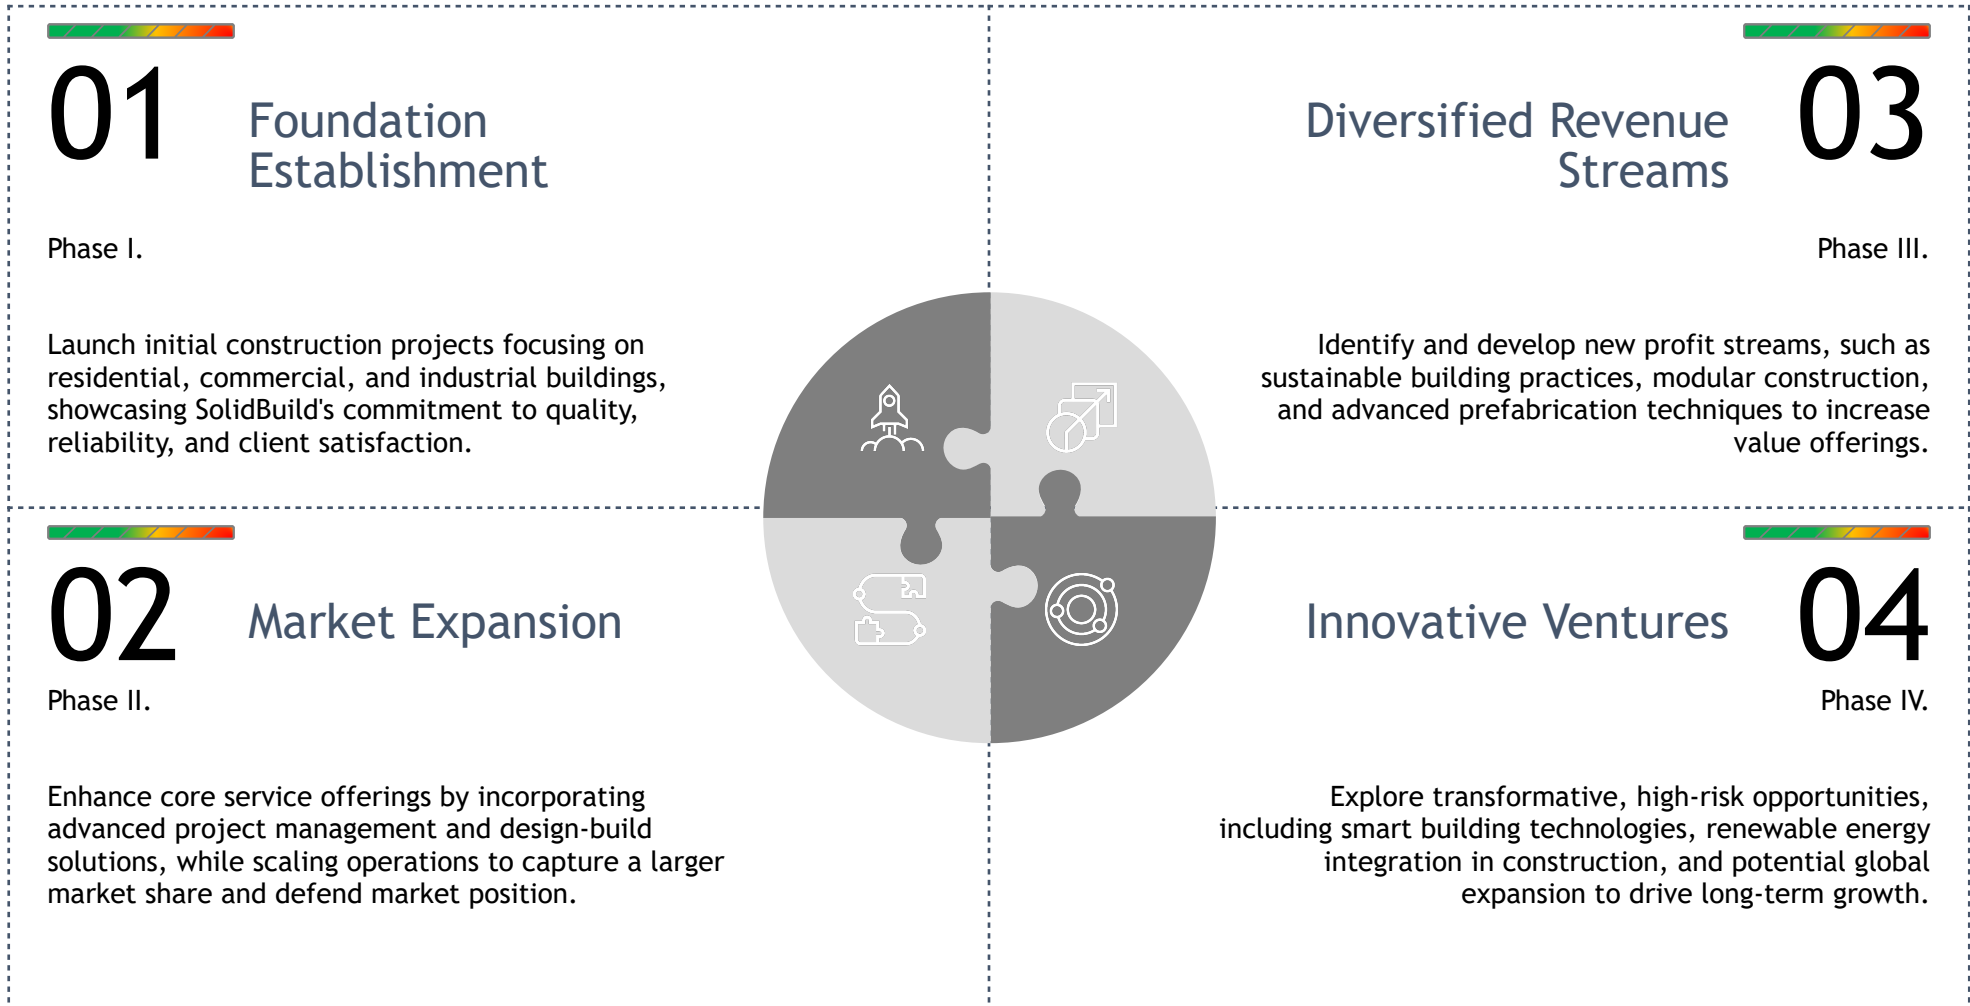 01
Foundation
Establishment
Phase I.
Launch initial construction projects focusing on
residential, commercial, and industrial buildings,
showcasing SolidBuild's commitment to quality,
reliability, and client satisfaction.
02
Market Expansion
Phase II.
Enhance core service offerings by incorporating
advanced project management and design-build
solutions, while scaling operations to capture a larger
market share and defend market position.
Diversified Revenue
Streams
03
Phase III.
Identify and develop new profit streams, such as
sustainable building practices, modular construction,
and advanced prefabrication techniques to increase
value offerings.
Innovative Ventures
04
Phase IV.
Explore transformative, high-risk opportunities,
including smart building technologies, renewable energy
integration in construction, and potential global
expansion to drive long-term growth.